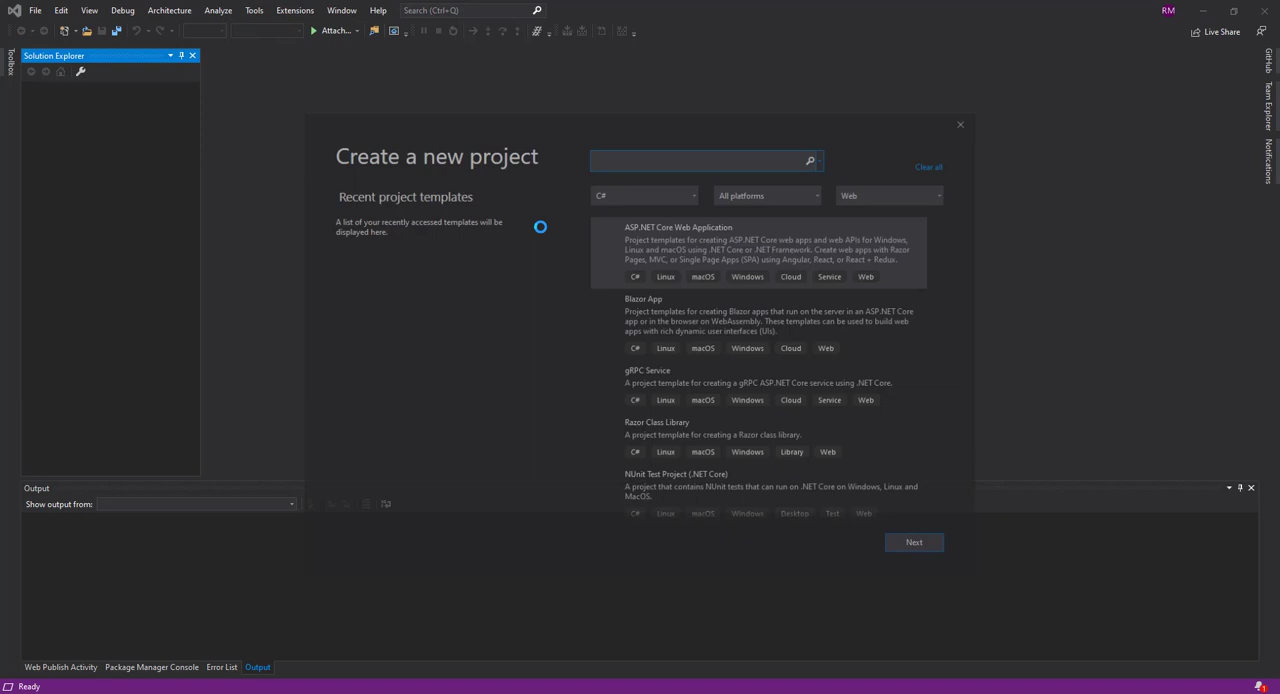 File Edit View Debug Architecture Analyze Tools Extensions Window Help Search (Ctrl+Q) RM
Attach... Live Share
Toolbox
Solution Explorer
GitHub
Team Explorer
Notifications
Create a new project
Clear all
Recent project templates
A list of your recently accessed templates will be
displayed here.
C# All platforms Web
ASP.NET Core Web Application
Project templates for creating ASP.NET Core web apps and web APIs for Windows,
Linux and macOS using .NET Core or .NET Framework. Create web apps with Razor
Pages, MVC, or Single Page Apps (SPA) using Angular, React, or React + Redux.
C# Linux macOS Windows Cloud Service Web
Blazor App
Project templates for creating Blazor apps that run on the server in an ASP.NET Core
app or in the browser on WebAssembly. These templates can be used to build web
apps with rich dynamic user interfaces (UIs).
C# Linux macOS Windows Cloud Web
gRPC Service
A project template for creating a gRPC ASP.NET Core service using .NET Core.
C# Linux macOS Windows Cloud Service Web
Razor Class Library
A project template for creating a Razor class library.
C# Linux macOS Windows Library Web
NUnit Test Project (.NET Core)
A project that contains NUnit tests that can run on .NET Core on Windows, Linux and
MacOS.
C# Linux macOS Windows Desktop Test Web
Next
Output
Show output from:
Web Publish Activity Package Manager Console Error List Output
Ready 1